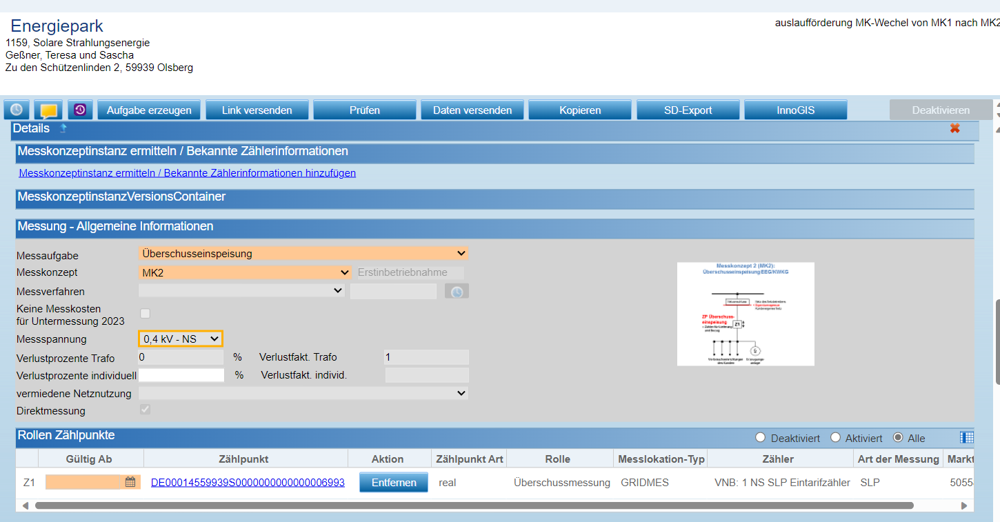 Energiepark
auslaufförderung MK-Wechel von MK1 nach MK2
1159, Solare Strahlungsenergie
Geßner, Teresa und Sascha
Zu den Schützenlinden 2, 59939 Olsberg
Aufgabe erzeugen Link versenden Prüfen Daten versenden Kopieren SD-Export InnoGIS Deaktivieren
Details
Messkonzeptinstanz ermitteln / Bekannte Zählerinformationen
Messkonzeptinstanz ermitteln / Bekannte Zählerinformationen hinzufügen
MesskonzeptinstanzVersionsContainer
Messung - Allgemeine Informationen
Messaufgabe Überschusseinspeisung
Messkonzept MK2 Erstinbetriebnahme
Messverfahren
Keine Messkosten
für Untermessung 2023
Messspannung 0,4 kV - NS
Verlustprozente Trafo 0 % Verlustfakt. Trafo 1
Verlustprozente individuell % Verlustfakt. individ.
vermiedene Netznutzung
Direktmessung
Messkonzept 2 (MK2):
Überschusseinspeisung EEG/KWKG
ZP Überschuss-
einspeisung
Z1
Rollen Zählpunkte Deaktiviert Aktiviert Alle
Gültig Ab Zählpunkt Aktion Zählpunkt Art Rolle Messlokation-Typ Zähler Art der Messung Markt
Z1 DE00014559939S0000000000000006993 Entfernen real Überschussmessung GRIDMES VNB: 1 NS SLP Eintarifzähler SLP 5055